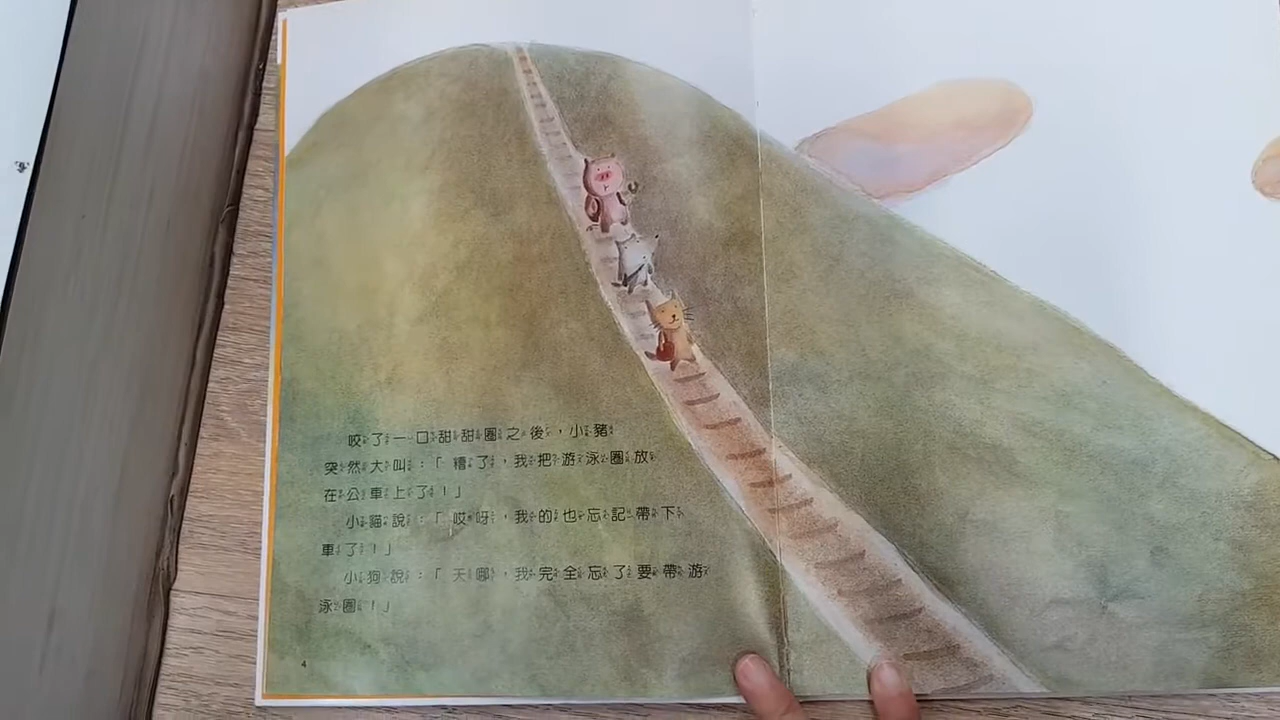 咬了一口甜甜圈之後，小豬
突然大叫：「糟了，我把游泳圈放
在公車上了！」
小貓說：「哎呀，我的也忘記帶下
車了！」
小狗說：「天哪，我完全忘了要帶游
泳圈！」
4